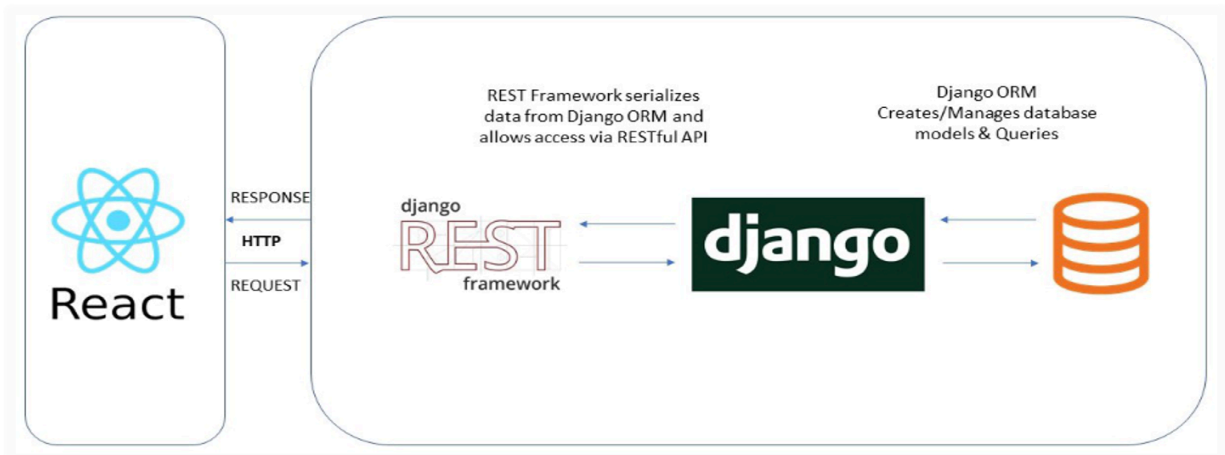 REST Framework serializes
data from Django ORM and
allows access via RESTful API
Django ORM
Creates/Manages database
models & Queries
React
RESPONSE
HTTP
REQUEST
django
REST
framework
django